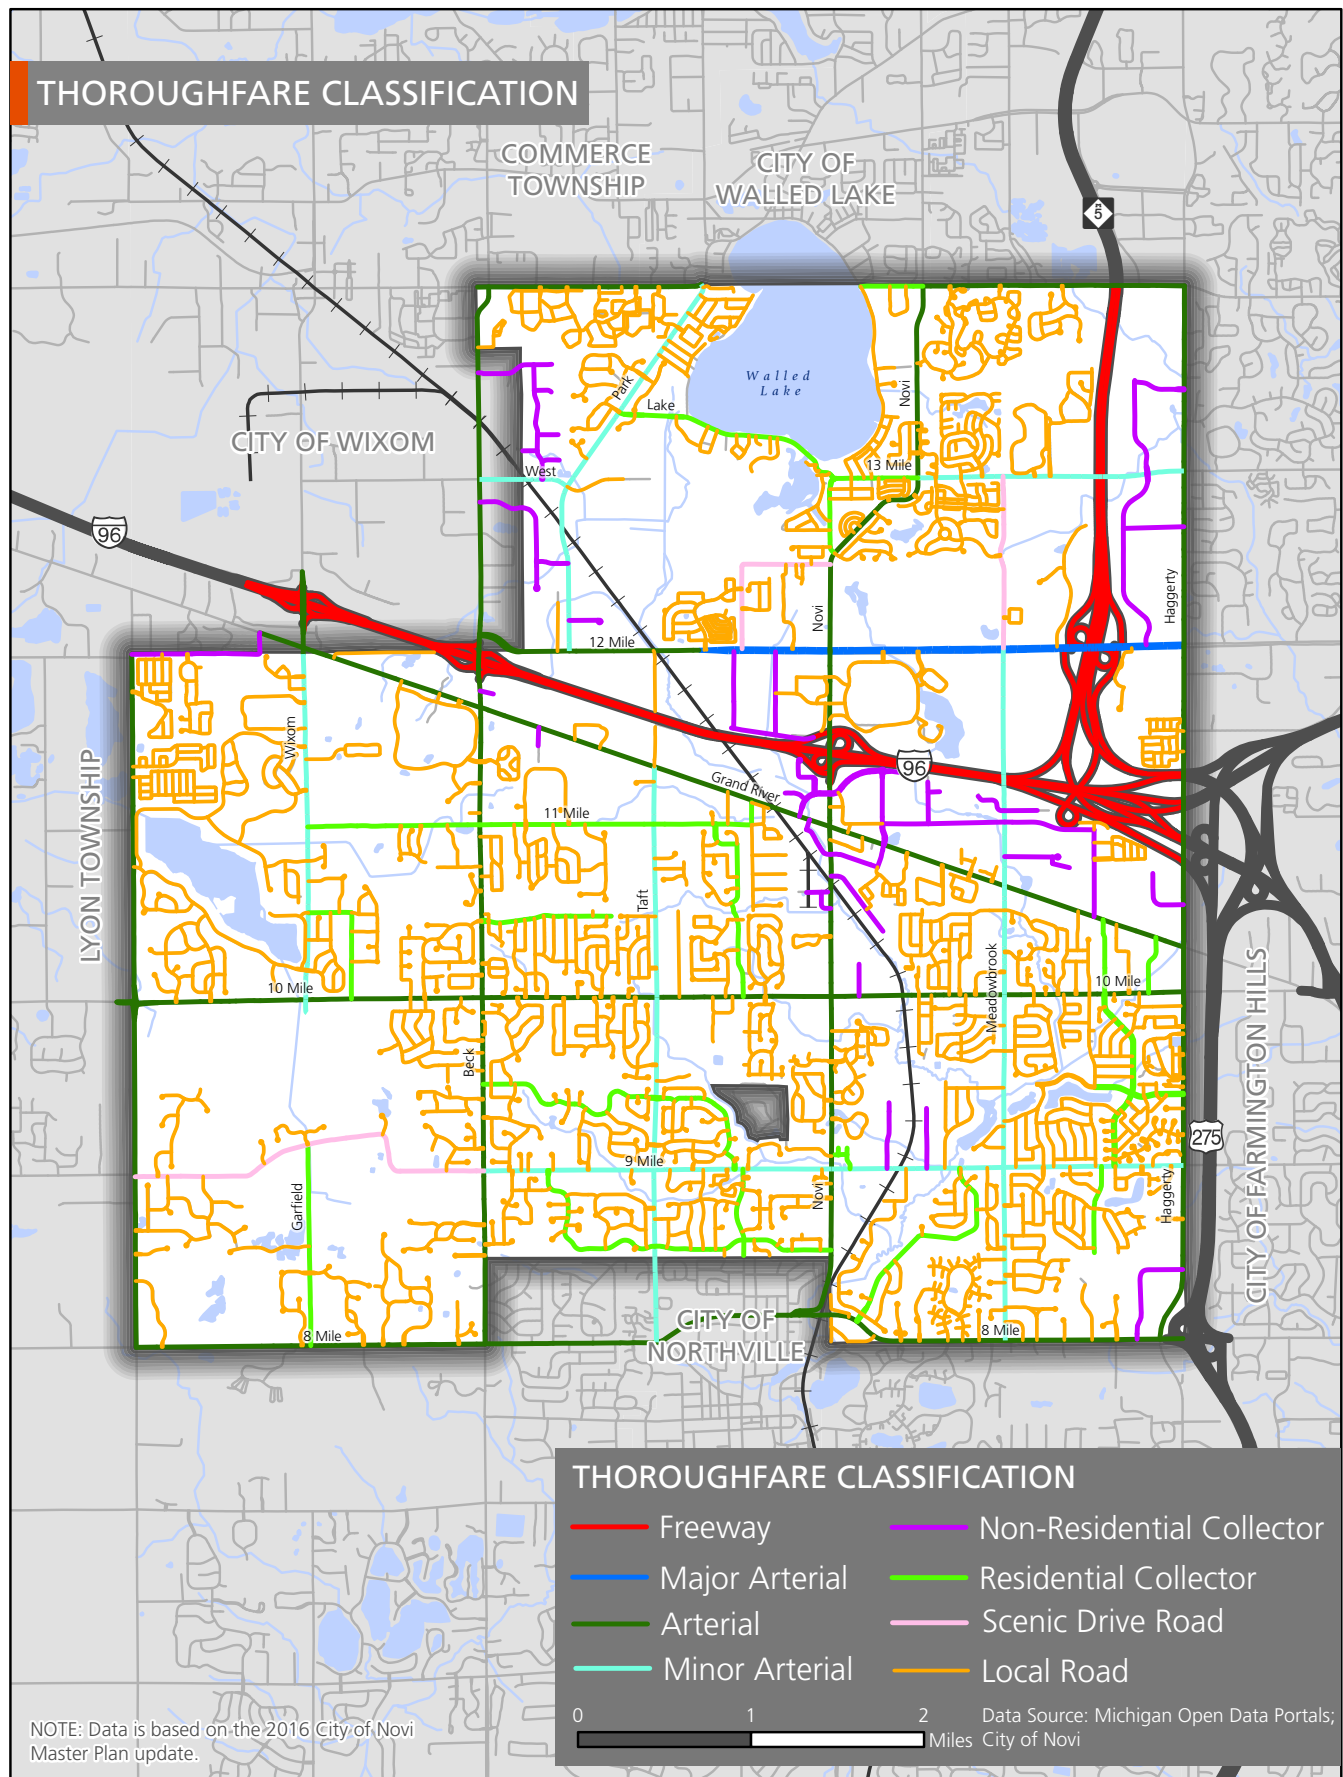 THOROUGHFARE CLASSIFICATION
COMMERCE
TOWNSHIP
CITY OF
WALLED LAKE
M
5
Walled
Lake
Park
Lake
Novi
CITY OF WIXOM
13 Mile
West
96
Haggerty
Novi
12 Mile
Wixom
LYON TOWNSHIP
96
Grand River
11 Mile
Taft
Meadowbrook
10 Mile
10 Mile
CITY OF FARMINGTON HILLS
Beck
275
9 Mile
Garfield
Novi
Haggerty
8 Mile
8 Mile
CITY OF
NORTHVILLE
THOROUGHFARE CLASSIFICATION
Freeway
Major Arterial
Arterial
Minor Arterial
Non-Residential Collector
Residential Collector
Scenic Drive Road
Local Road
0 1 2
Miles
Data Source: Michigan Open Data Portals;
City of Novi
NOTE: Data is based on the 2016 City of Novi
Master Plan update.